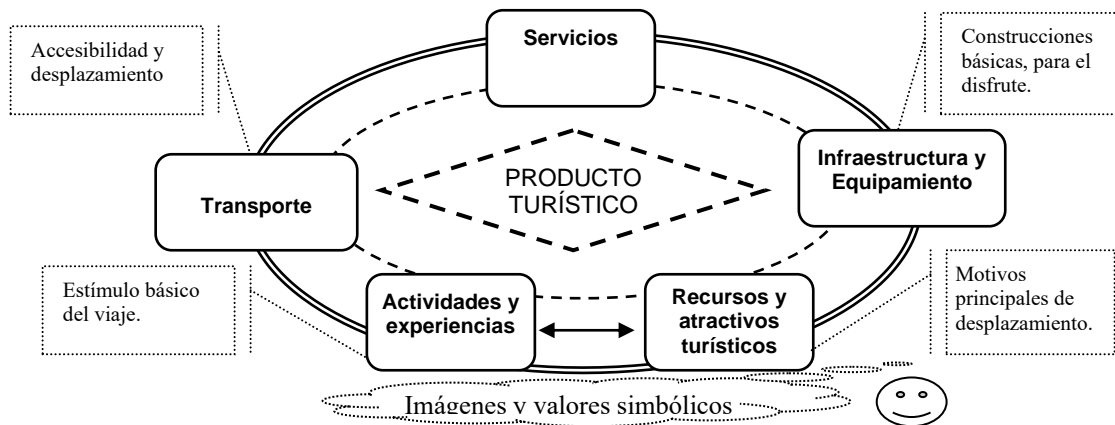 Servicios
Accesibilidad y
desplazamiento
Construcciones
básicas, para el
disfrute.
Infraestructura y
Equipamiento
PRODUCTO
TURÍSTICO
Transporte
Estímulo básico
del viaje.
Actividades y
experiencias
Recursos y
atractivos
turísticos
Motivos
principales de
desplazamiento.
Imágenes y valores simbólicos